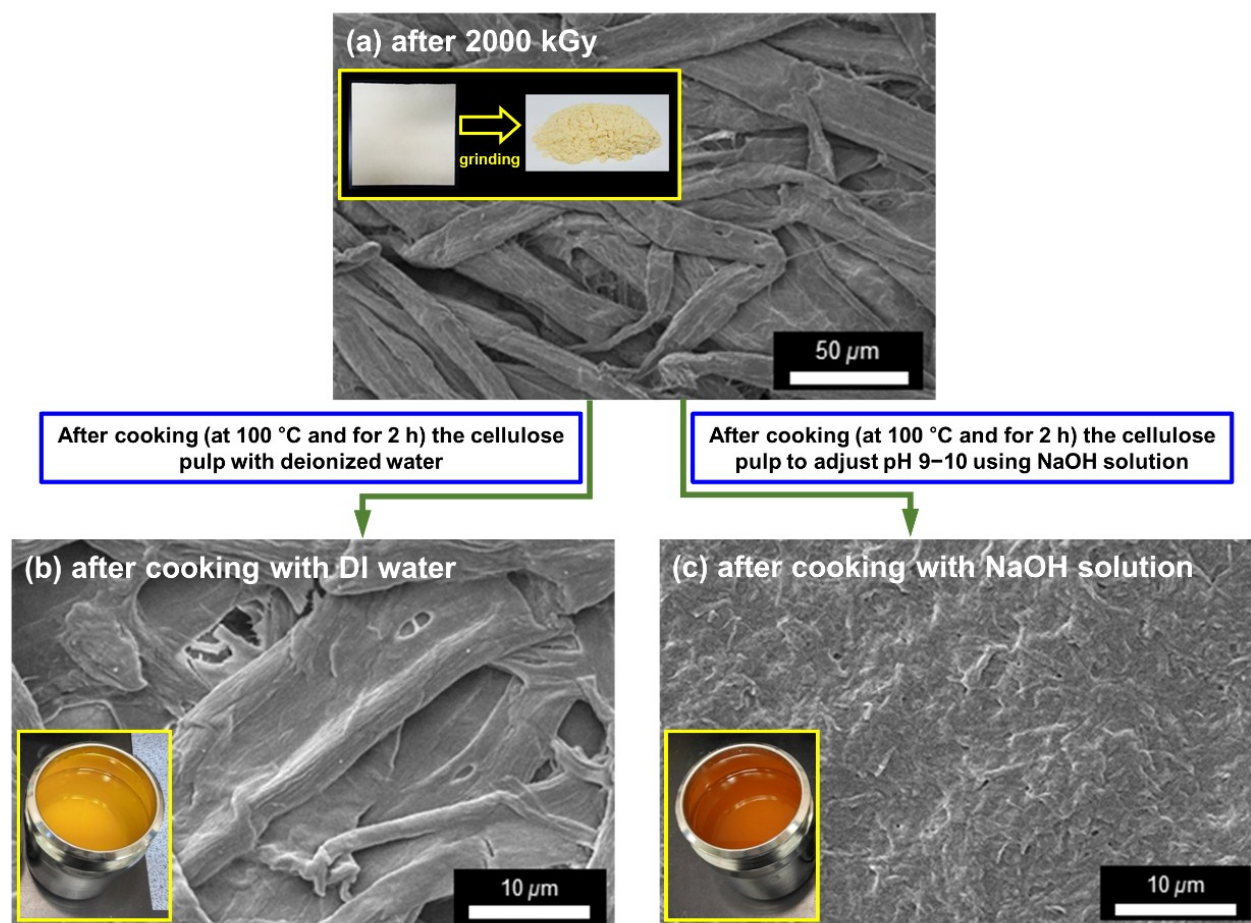 (a) after 2000 kGy
grinding
50 µm
After cooking (at 100 °C and for 2 h) the cellulose
pulp with deionized water
After cooking (at 100 °C and for 2 h) the cellulose
pulp to adjust pH 9−10 using NaOH solution
(b) after cooking with DI water
10 µm
(c) after cooking with NaOH solution
10 µm